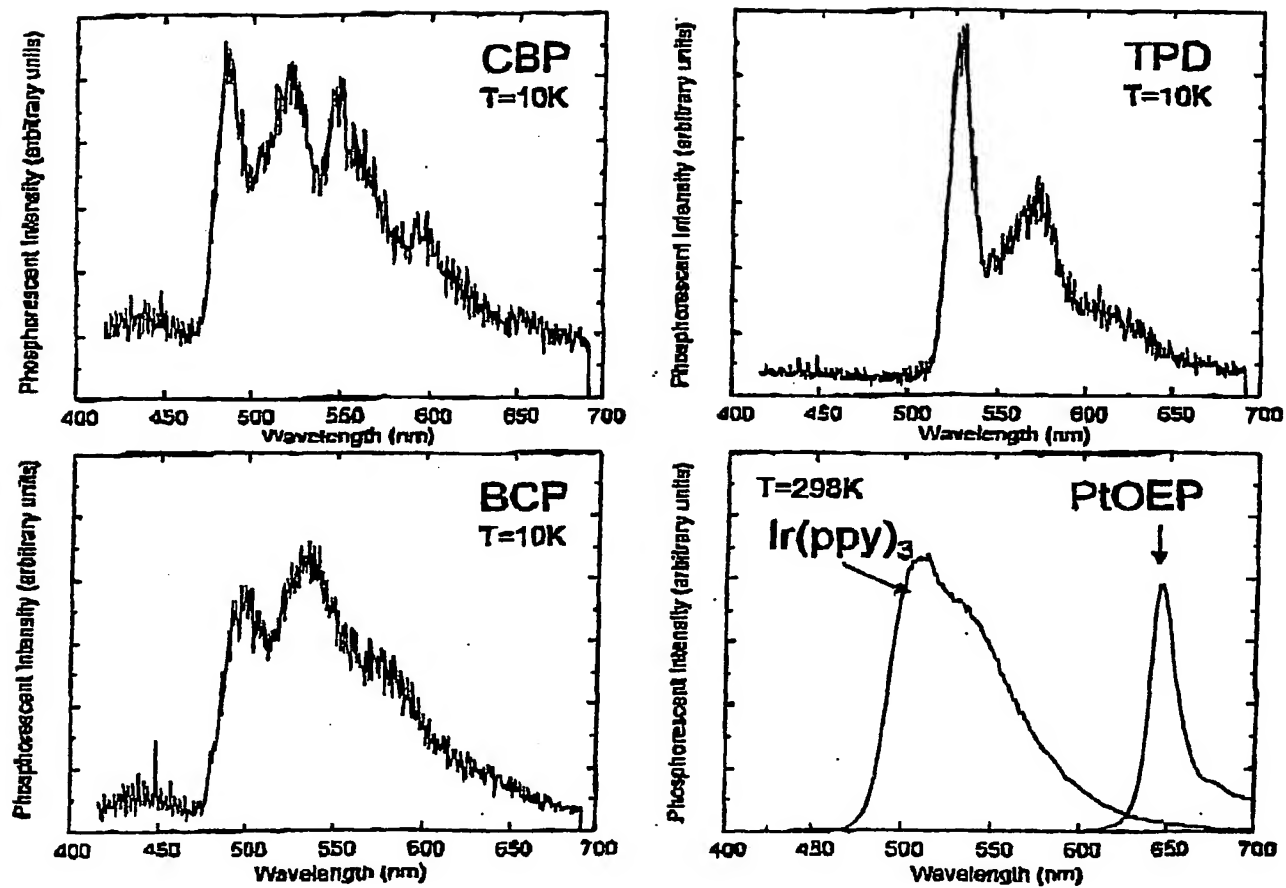 Phosphorescent Intensity (arbitrary units)
CBP
T=10K
400 450 500 550 600 650 700
Wavelength (nm)
Phosphorescent Intensity (arbitrary units)
TPD
T=10K
400 450 500 550 600 650 700
Wavelength (nm)
Phosphorescent Intensity (arbitrary units)
BCP
T=10K
400 450 500 550 600 650 700
Wavelength (nm)
Phosphorescent Intensity (arbitrary units)
T=298K
PtOEP
Ir(ppy)3
400 450 500 550 600 650 700
Wavelength (nm)